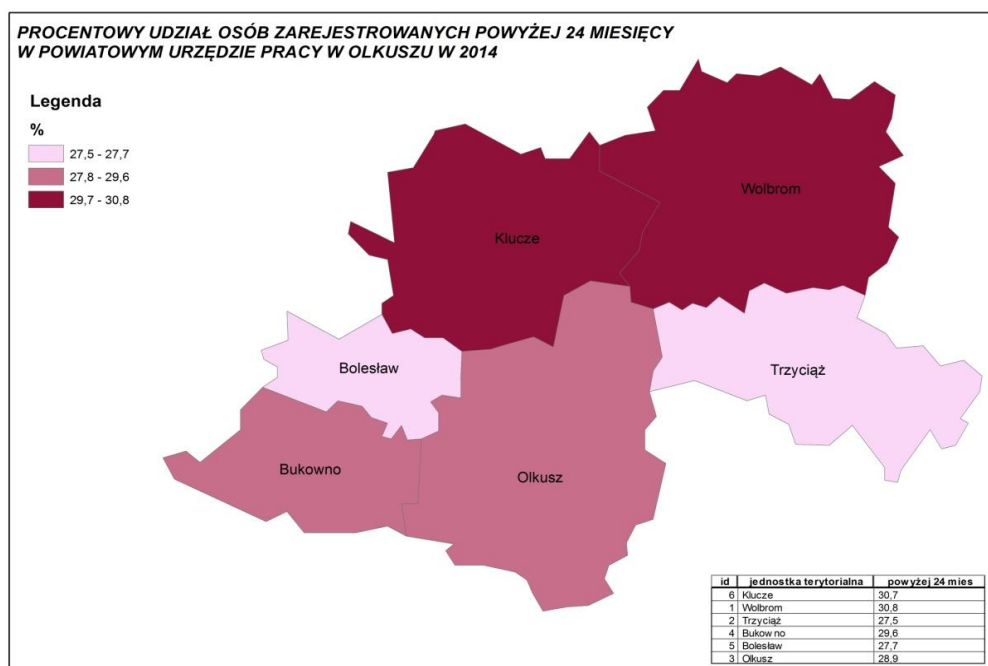 PROCENTOWY UDZIAŁ OSÓB ZAREJESTROWANYCH POWYŻEJ 24 MIESIĘCY
W POWIATOWYM URZĘDZIE PRACY W OLKUSZU W 2014
Legenda
%
27,5 - 27,7
27,8 - 29,6
29,7 - 30,8
Wolbrom
Klucze
Bolesław
Trzyciąż
Bukowno
Olkusz
id jednostka terytorialna powyżej 24 mies
6 Klucze 30,7
1 Wolbrom 30,8
2 Trzyciąż 27,5
4 Bukowno 29,6
5 Bolesław 27,7
3 Olkusz 28,9